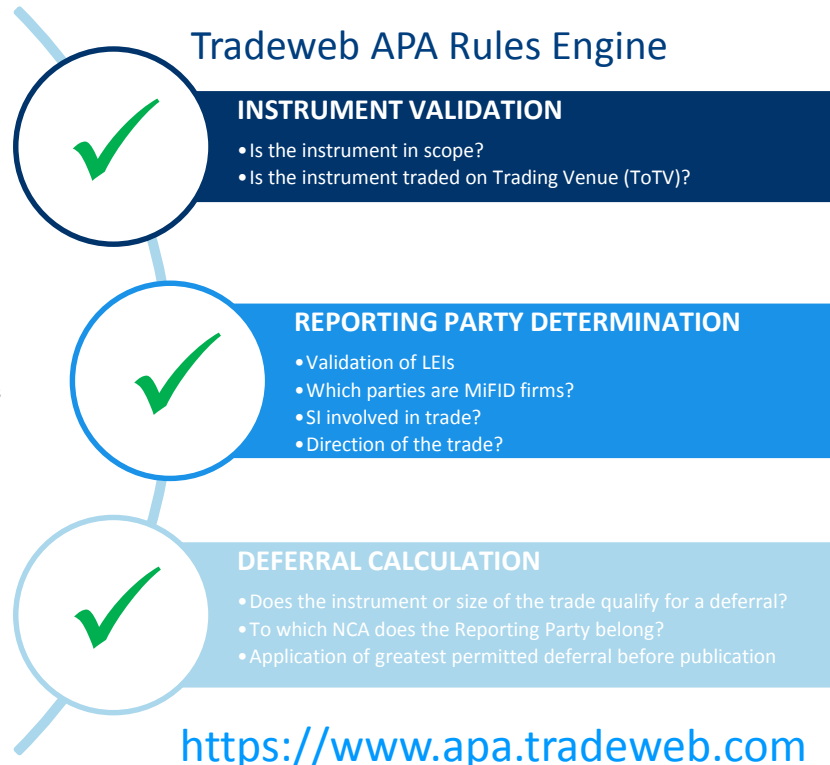 Tradeweb APA Rules Engine
INSTRUMENT VALIDATION
•Is the instrument in scope?
•Is the instrument traded on Trading Venue (ToTV)?
REPORTING PARTY DETERMINATION
•Validation of LEIs
•Which parties are MiFID firms?
•SI involved in trade?
•Direction of the trade?
DEFERRAL CALCULATION
•Does the instrument or size of the trade qualify for a deferral?
•To which NCA does the Reporting Party belong?
•Application of greatest permitted deferral before publication
https://www.apa.tradeweb.com